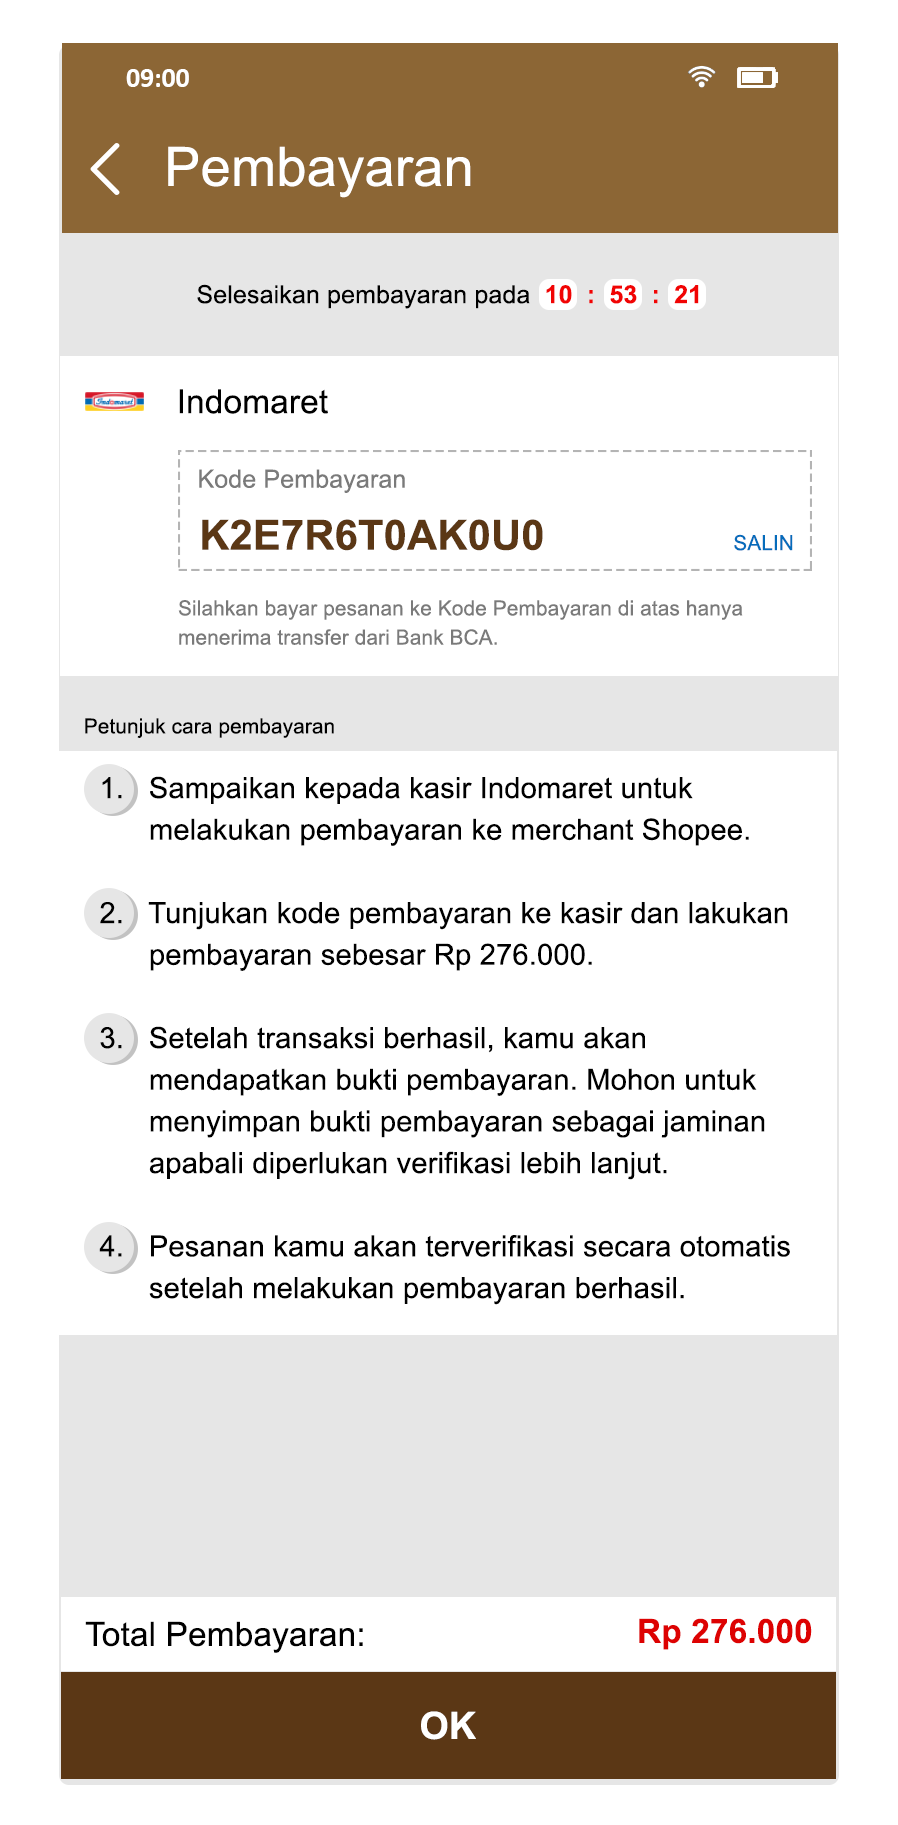 09:00
Pembayaran
Selesaikan pembayaran pada 10 : 53 : 21
Indomaret
Indomaret
Kode Pembayaran
K2E7R6T0AK0U0
SALIN
Silahkan bayar pesanan ke Kode Pembayaran di atas hanya
menerima transfer dari Bank BCA.
Petunjuk cara pembayaran
1. Sampaikan kepada kasir Indomaret untuk
melakukan pembayaran ke merchant Shopee.
2. Tunjukan kode pembayaran ke kasir dan lakukan
pembayaran sebesar Rp 276.000.
3. Setelah transaksi berhasil, kamu akan
mendapatkan bukti pembayaran. Mohon untuk
menyimpan bukti pembayaran sebagai jaminan
apabali diperlukan verifikasi lebih lanjut.
4. Pesanan kamu akan terverifikasi secara otomatis
setelah melakukan pembayaran berhasil.
Total Pembayaran: Rp 276.000
OK